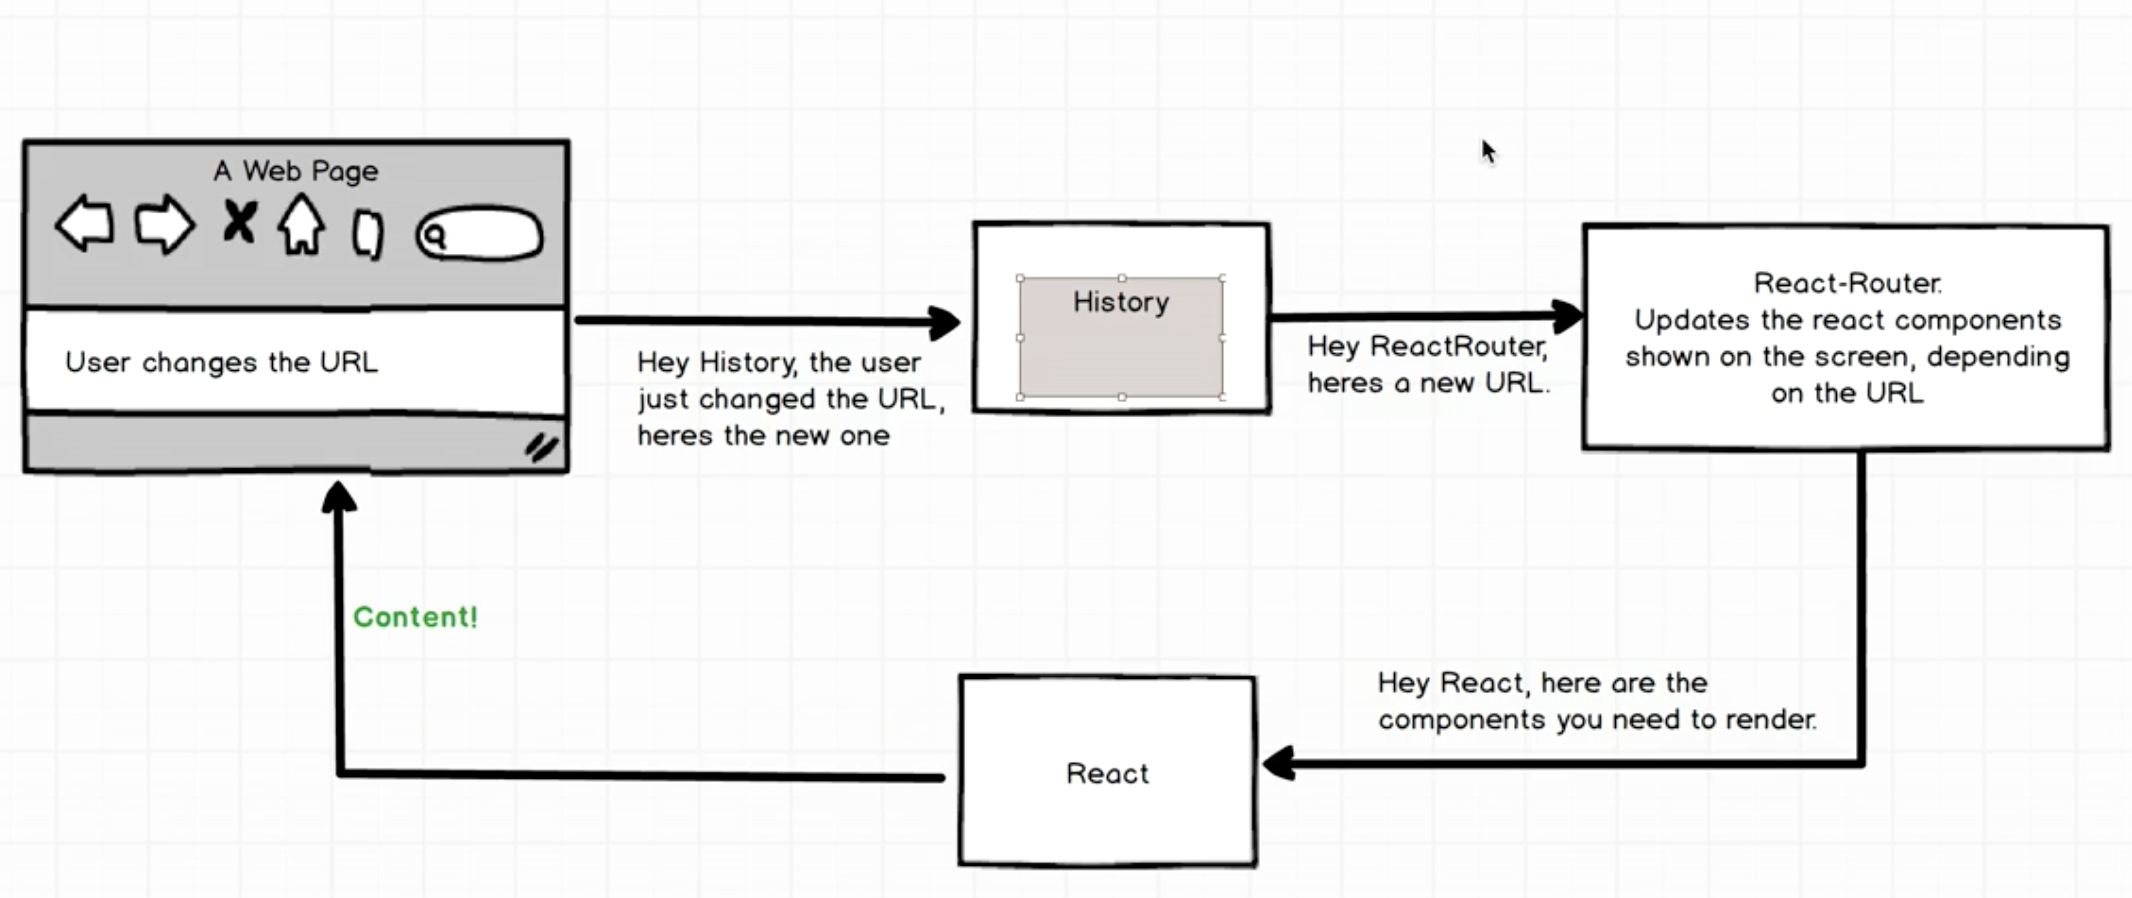 A Web Page
User changes the URL
Hey History, the user
just changed the URL,
heres the new one
History
Hey ReactRouter,
heres a new URL.
React-Router.
Updates the react components
shown on the screen, depending
on the URL
Content!
React
Hey React, here are the
components you need to render.